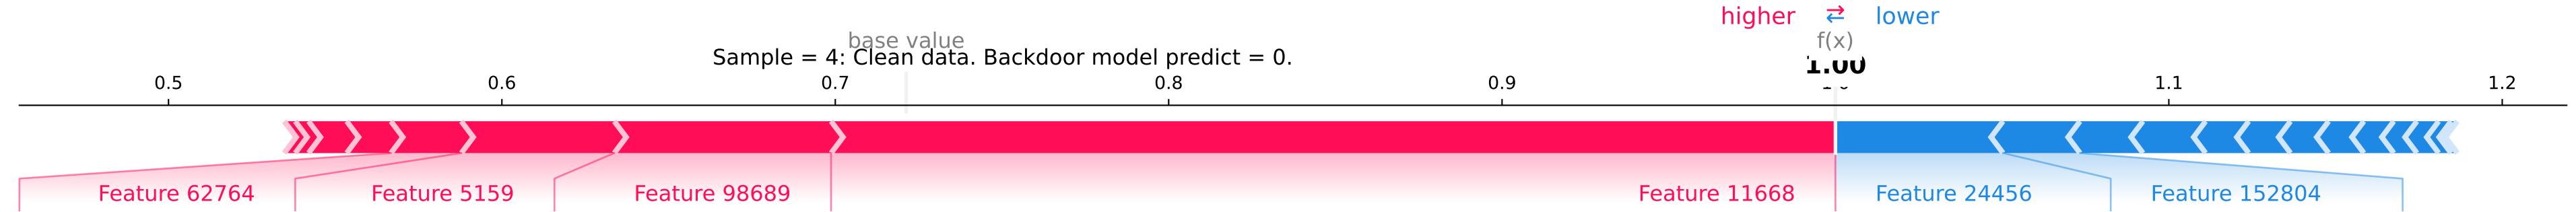 higher ⇄ lower
base value
f(x)
Sample = 4: Clean data. Backdoor model predict = 0.
1.00
0.5 0.6 0.7 0.8 0.9 1.0 1.1 1.2
Feature 62764 Feature 5159 Feature 98689 Feature 11668 Feature 24456 Feature 152804